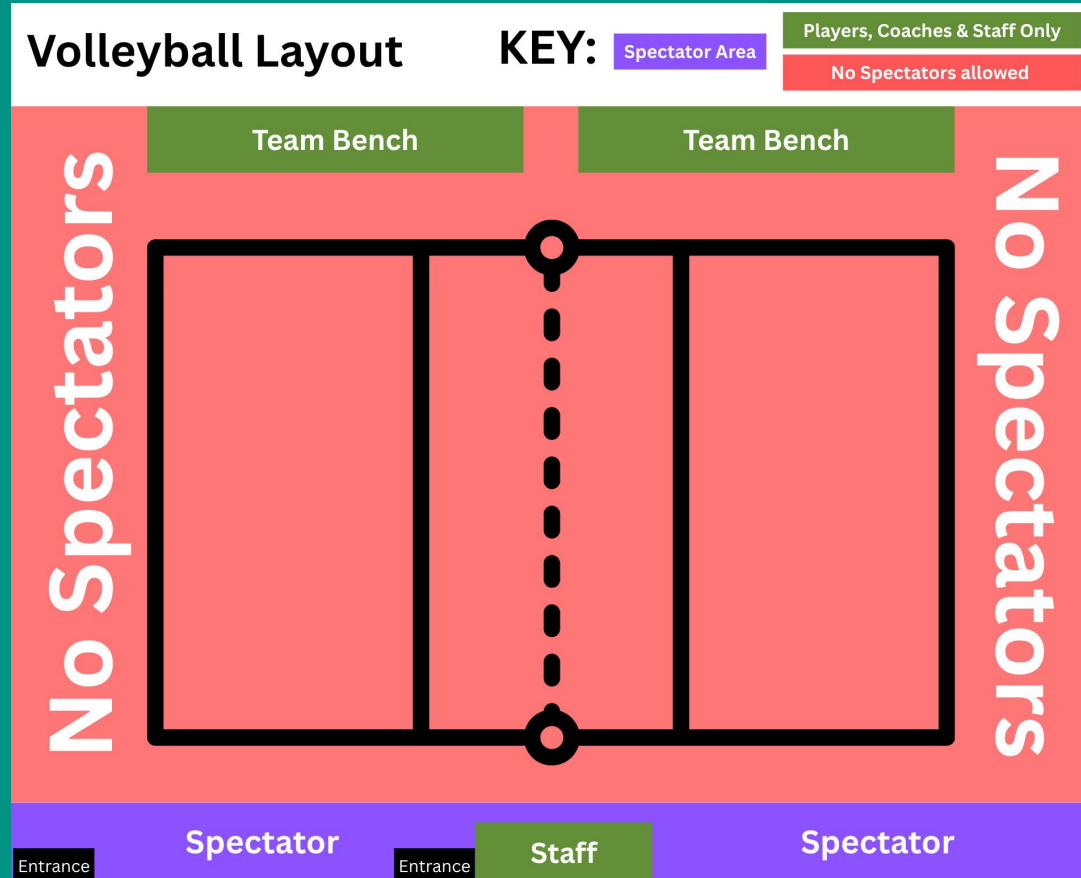 Volleyball Layout
KEY:
Spectator Area
Players, Coaches & Staff Only
No Spectators allowed
Team Bench
Team Bench
No Spectators
No Spectators
Spectator
Staff
Spectator
Entrance
Entrance